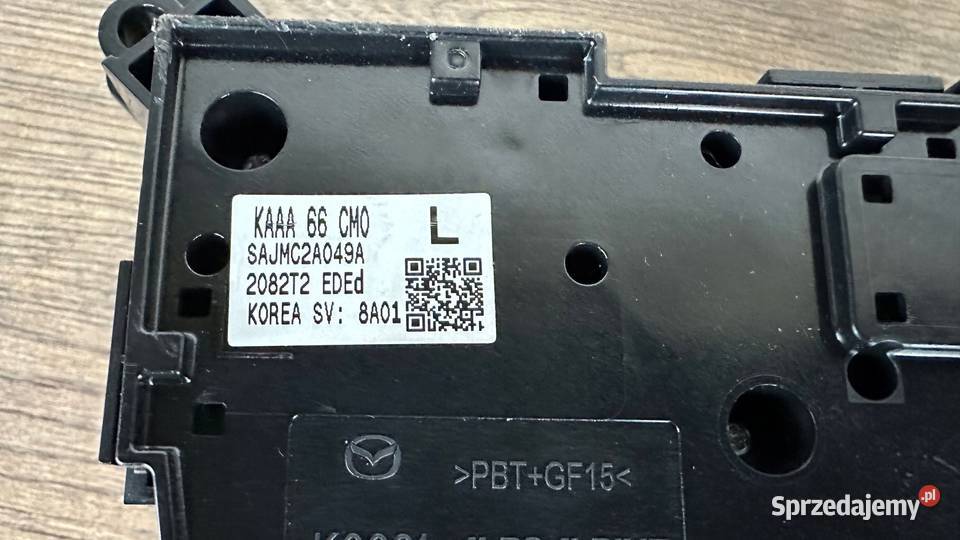 KAAA 66 CM0
L
SAJMC2A049A
2082T2 EDEd
KOREA SV: 8A01
>PBT+GF15<
Sprzedajemy.pl